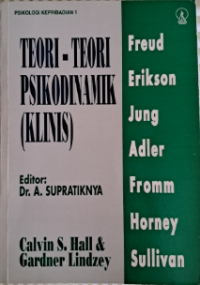 PSIKOLOGI KEPRIBADIAN 1
TEORI - TEORI
PSIKODINAMIK
(KLINIS)
Editor:
Dr. A. SUPRATIKNYA
Calvin S. Hall &
Gardner Lindzey
Freud
Erikson
Jung
Adler
Fromm
Horney
Sullivan